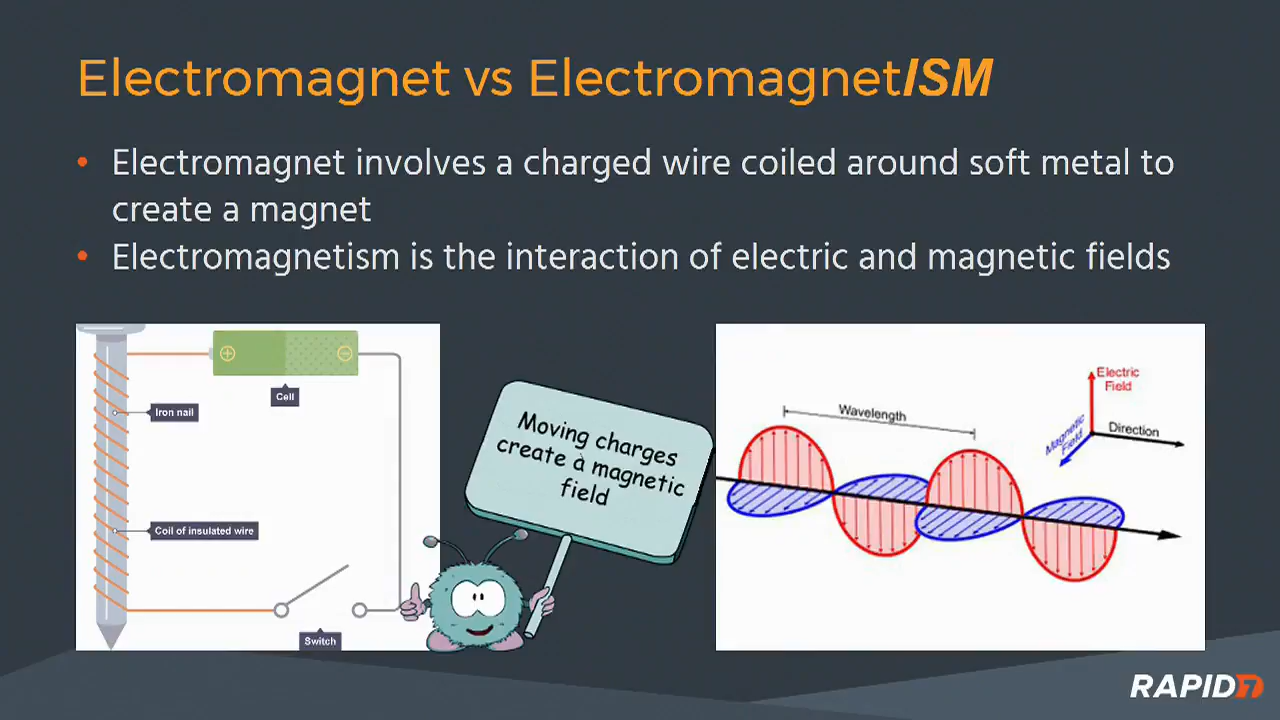 Electromagnet vs ElectromagnetISM
• Electromagnet involves a charged wire coiled around soft metal to
create a magnet
• Electromagnetism is the interaction of electric and magnetic fields
Cell
Iron nail
Coil of insulated wire
Switch
Moving charges
create a magnetic
field
Wavelength
Electric
Field
Magnetic
Field
Direction
RAPID7